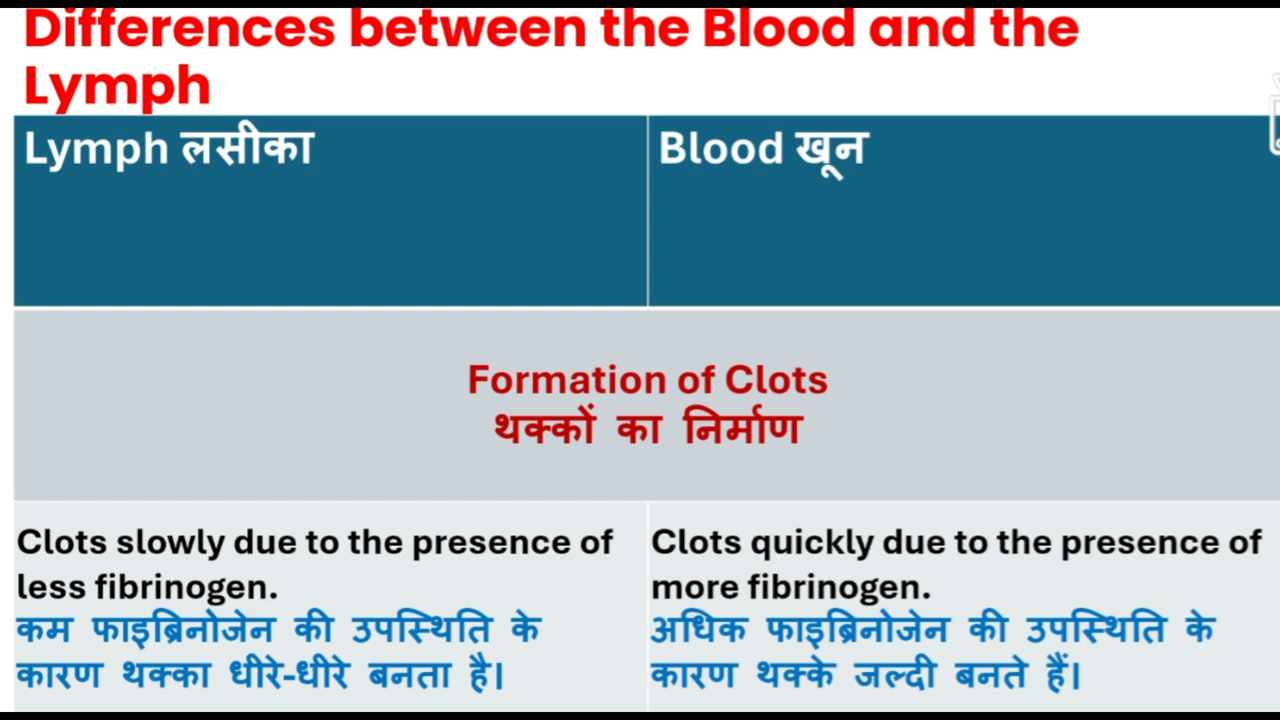 Differences between the Blood and the
Lymph
Lymph लसीका
Blood खून
Formation of Clots
थक्कों का निर्माण
Clots slowly due to the presence of
less fibrinogen.
कम फाइब्रिनोजेन की उपस्थिति के
कारण थक्का धीरे-धीरे बनता है।
Clots quickly due to the presence of
more fibrinogen.
अधिक फाइब्रिनोजेन की उपस्थिति के
कारण थक्के जल्दी बनते हैं।